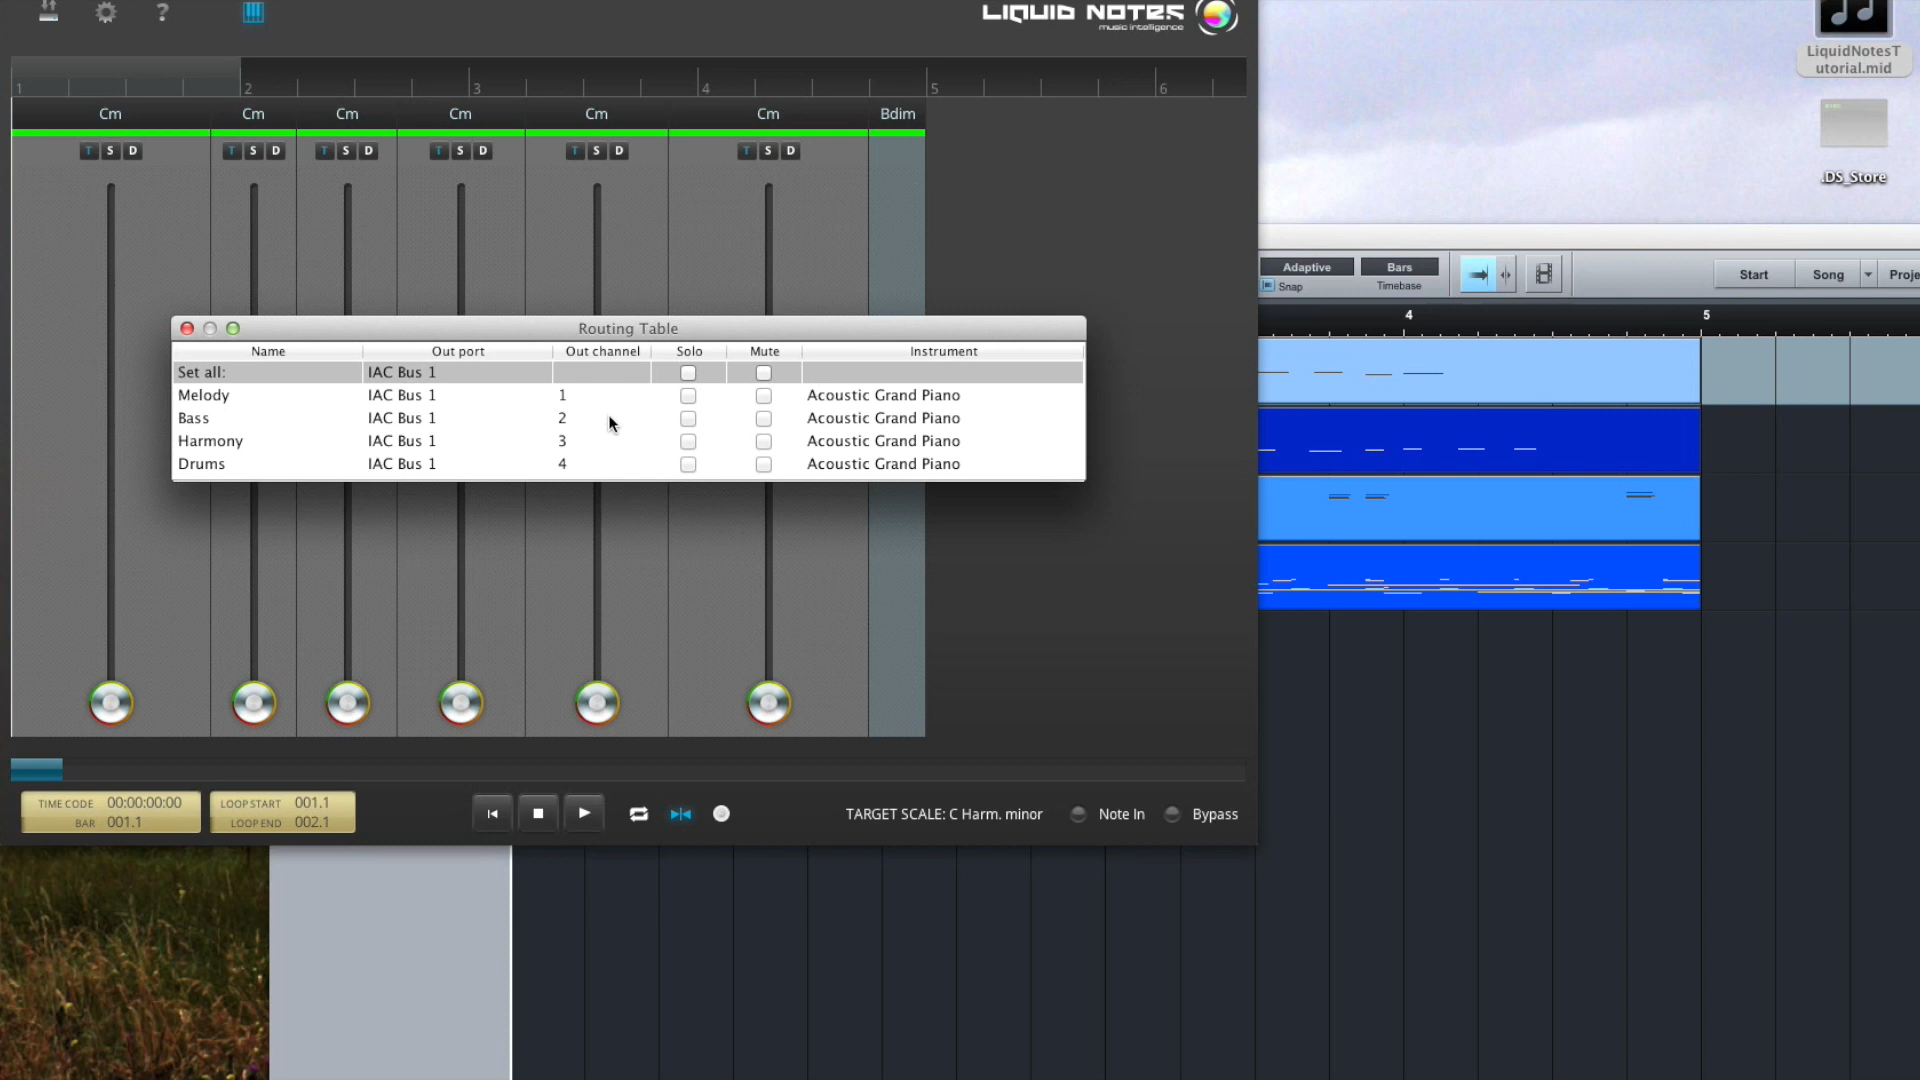 ?
LIQUID NOTES
music intelligence
1 2 3 4 5 6
Cm Cm Cm Cm Cm Cm Bdim
T S D T S D T S D T S D T S D T S D
Routing Table
Name Out port Out channel Solo Mute Instrument
Set all: IAC Bus 1
Melody IAC Bus 1 1 Acoustic Grand Piano
Bass IAC Bus 1 2 Acoustic Grand Piano
Harmony IAC Bus 1 3 Acoustic Grand Piano
Drums IAC Bus 1 4 Acoustic Grand Piano
TIME CODE 00:00:00:00
BAR 001.1
LOOP START 001.1
LOOP END 002.1
TARGET SCALE: C Harm. minor Note In Bypass
LiquidNotesT
utorial.mid
.DS_Store
Adaptive Bars
Snap Timebase
Start Song Proje
4 5